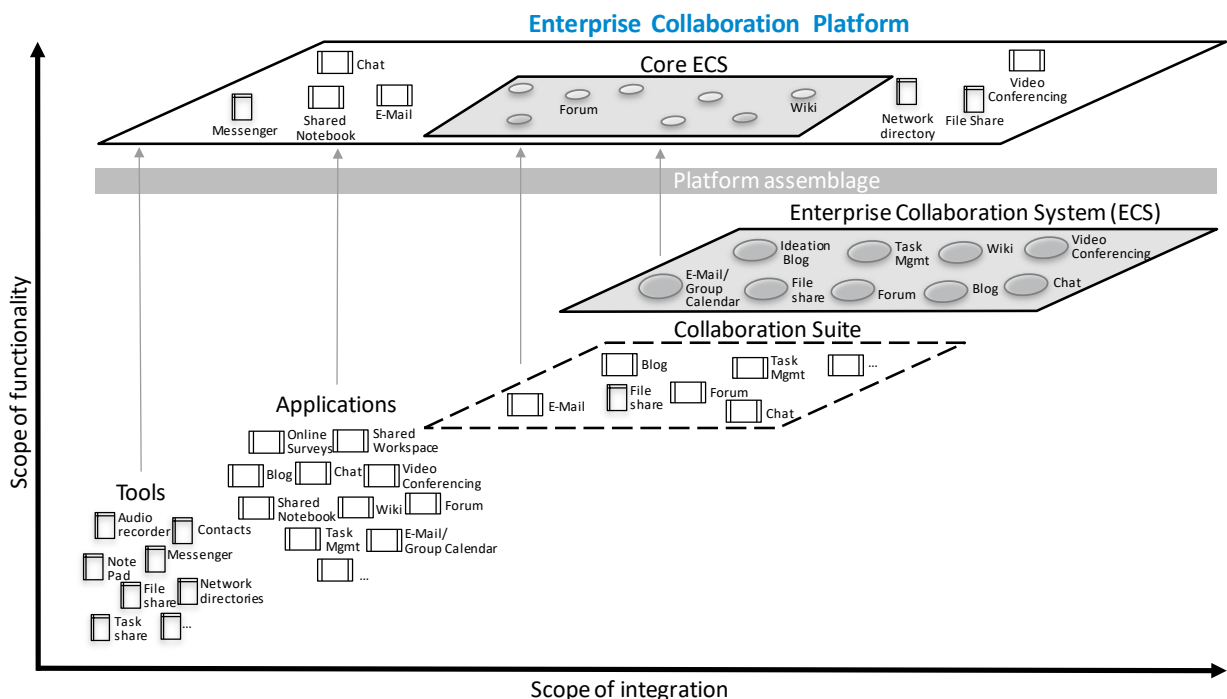 Enterprise Collaboration Platform
Core ECS
Chat
Video
Conferencing
Messenger
Shared
Notebook
E-Mail
Forum
Wiki
Network
directory
File Share
Platform assemblage
Enterprise Collaboration System (ECS)
Ideation
Blog
Task
Mgmt
Wiki
Video
Conferencing
E-Mail/
Group
Calendar
File
share
Forum
Blog
Chat
Collaboration Suite
Blog
Task
Mgmt
...
E-Mail
File
share
Forum
Chat
Applications
Online
Surveys
Shared
Workspace
Blog
Chat
Video
Conferencing
Shared
Notebook
Wiki
Forum
Task
Mgmt
E-Mail/
Group Calendar
...
Tools
Audio
recorder
Contacts
Note
Pad
Messenger
File
share
Network
directories
Task
share
...
Scope of functionality
Scope of integration